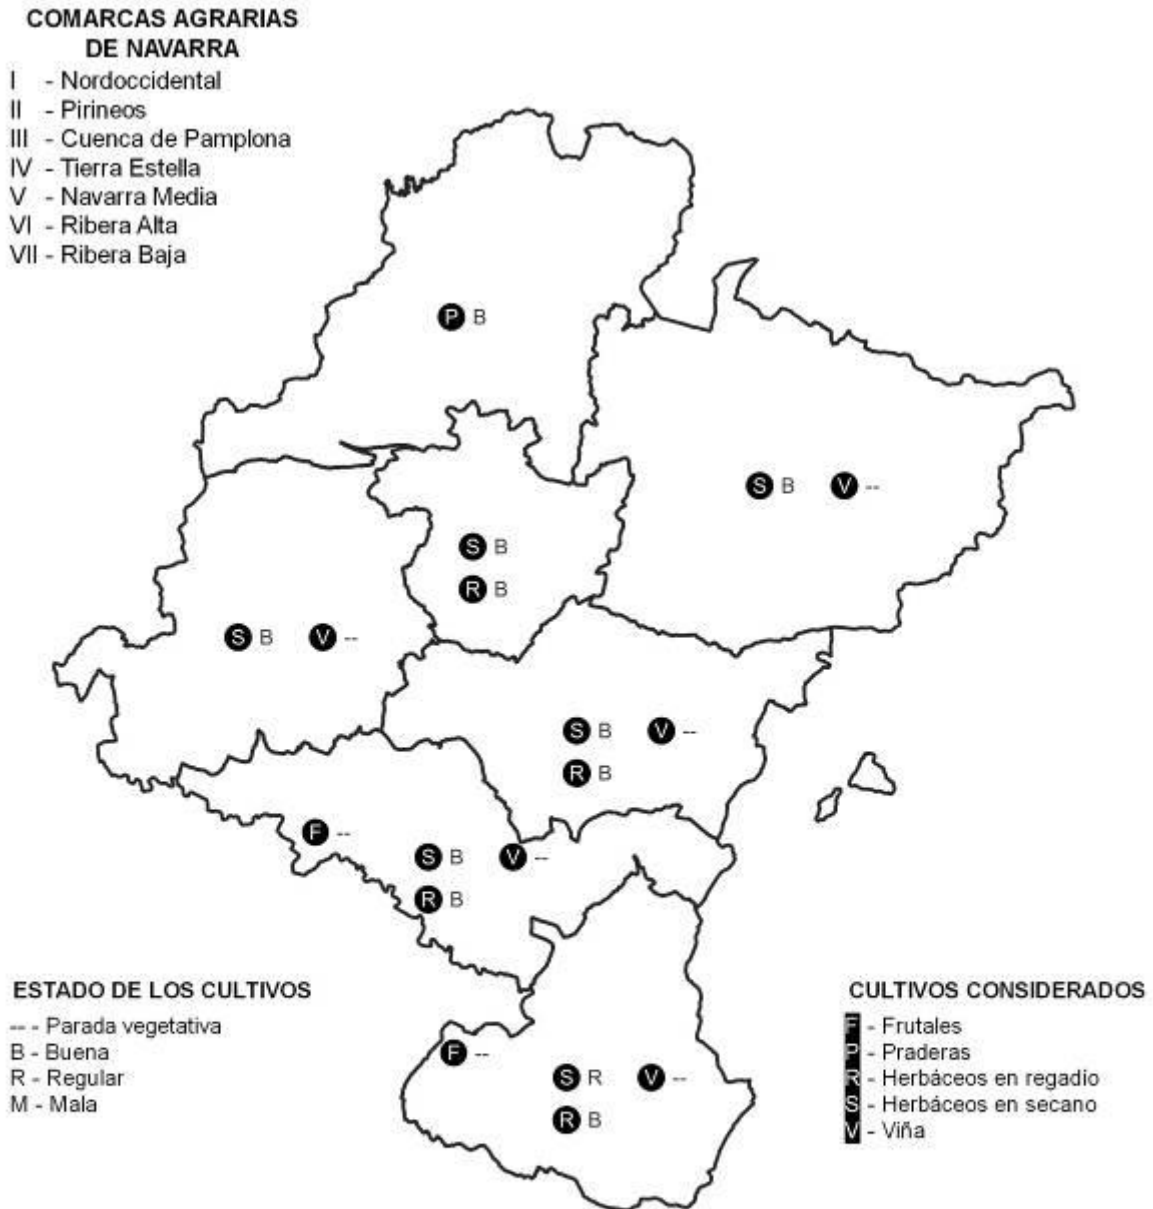 COMARCAS AGRARIAS
DE NAVARRA
I - Nordoccidental
II - Pirineos
III - Cuenca de Pamplona
IV - Tierra Estella
V - Navarra Media
VI - Ribera Alta
VII - Ribera Baja
P B
S B V --
S B
R B
S B V --
S B V --
R B
F --
S B V --
R B
ESTADO DE LOS CULTIVOS
-- - Parada vegetativa
B - Buena
R - Regular
M - Mala
F --
S R V --
R B
CULTIVOS CONSIDERADOS
F - Frutales
P - Praderas
R - Herbáceos en regadio
S - Herbáceos en secano
V - Viña